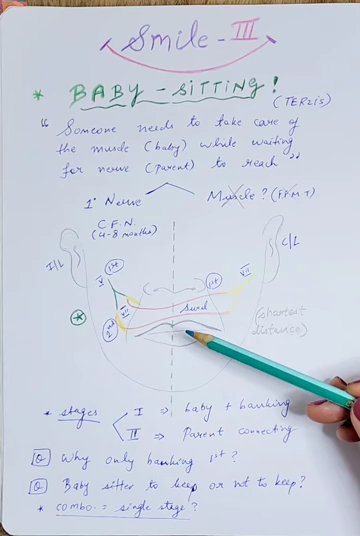 Smile - III
* BABY - SITTING !
(TERZIS)
"Someone needs to take care of
the muscle (baby) while waiting
for nerve (parent) to reach"
1° Nerve
Muscle ? (FFMT)
C.F.N.
(4-8 months)
I/L
C/L
V
1st
1st
VII
VII
2nd
Sural
(shortest
distance)
* stages
I ⇒ baby + banking
II ⇒ Parent connecting
Q Why only banking 1st ?
Q Baby sitter to keep or not to keep?
* combo. = single stage ?